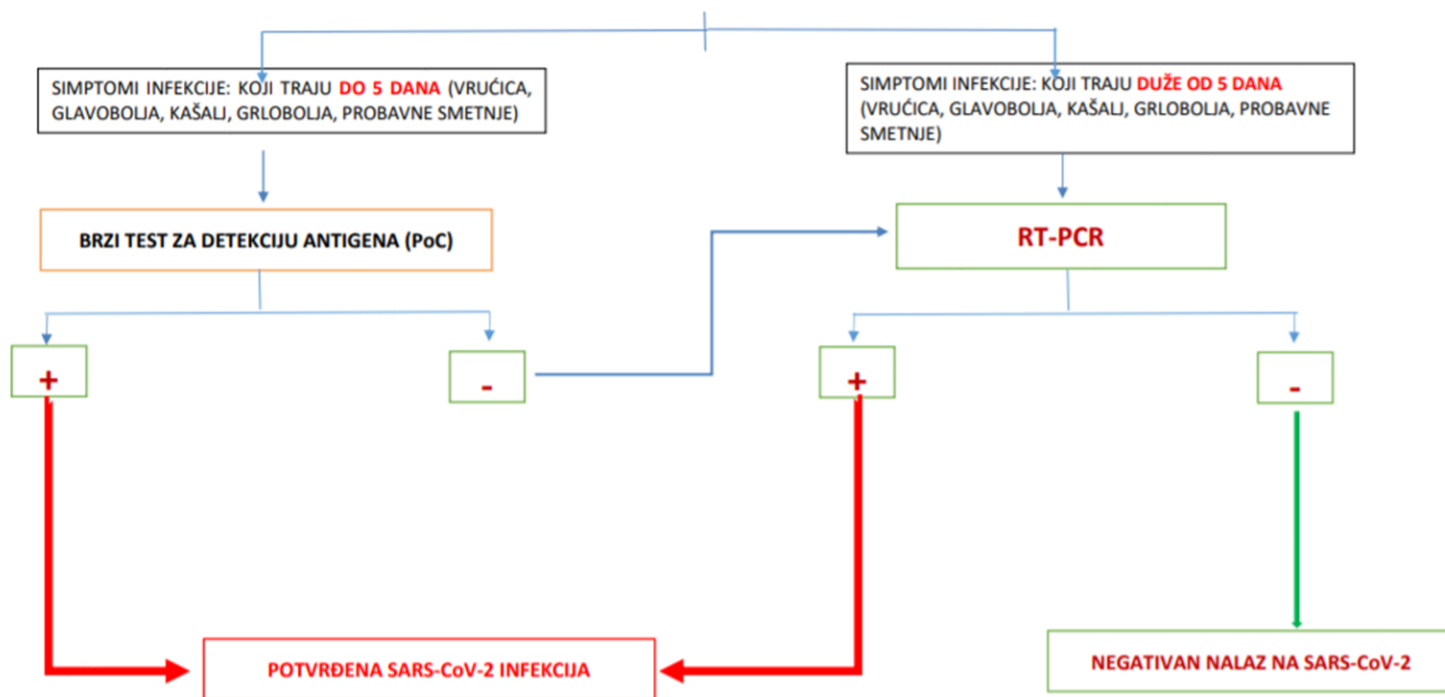 SIMPTOMI INFEKCIJE: KOJI TRAJU DO 5 DANA (VRUĆICA,
GLAVOBOLJA, KAŠALJ, GRLOBOLJA, PROBAVNE SMETNJE)
SIMPTOMI INFEKCIJE: KOJI TRAJU DUŽE OD 5 DANA
(VRUĆICA, GLAVOBOLJA, KAŠALJ, GRLOBOLJA, PROBAVNE
SMETNJE)
BRZI TEST ZA DETEKCIJU ANTIGENA (PoC)
RT-PCR
+
-
+
-
POTVRĐENA SARS-CoV-2 INFEKCIJA
NEGATIVAN NALAZ NA SARS-CoV-2